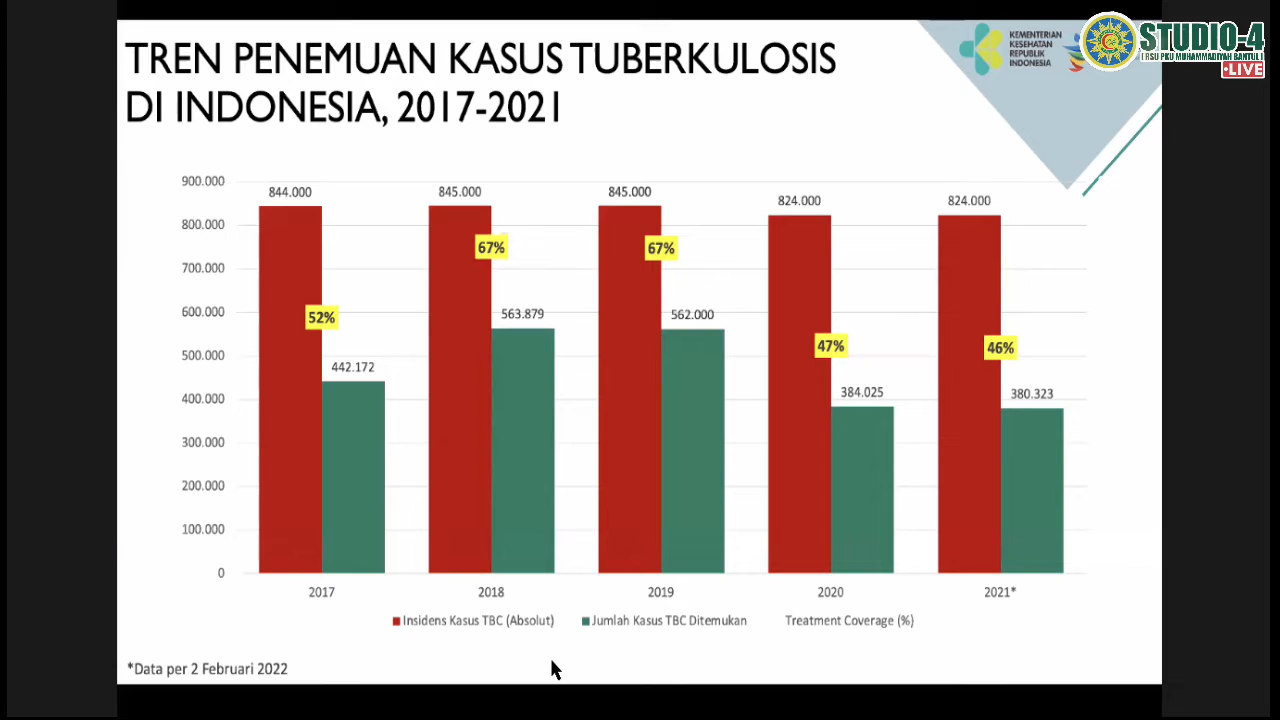 TREN PENEMUAN KASUS TUBERKULOSIS
DI INDONESIA, 2017-2021
KEMENTERIAN
KESEHATAN
REPUBLIK
INDONESIA
STUDIO-4
RSU PKU MUHAMMADIYAH BANTUL
LIVE
900.000
800.000
700.000
600.000
500.000
400.000
300.000
200.000
100.000
0
844.000
52%
442.172
845.000
67%
563.879
845.000
67%
562.000
824.000
47%
384.025
824.000
46%
380.323
2017
2018
2019
2020
2021*
Insidens Kasus TBC (Absolut)
Jumlah Kasus TBC Ditemukan
Treatment Coverage (%)
*Data per 2 Februari 2022